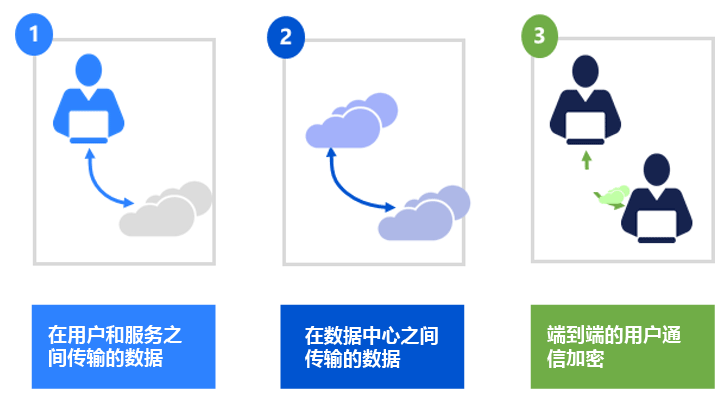 1
2
3
在用户和服务之
间传输的数据
在数据中心之间
传输的数据
端到端的用户通
信加密